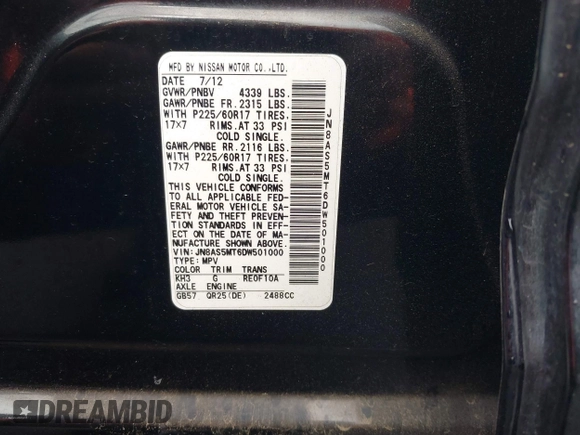 MFD BY NISSAN MOTOR CO.,LTD.
DATE 7/12
GVWR/PNBV 4339 LBS.
GAWR/PNBE FR.2315 LBS.
WITH P225/60R17 TIRES.
17×7 RIMS.AT 33 PSI
COLD SINGLE.
GAWR/PNBE RR.2116 LBS.
WITH P225/60R17 TIRES.
17×7 RIMS.AT 33 PSI
COLD SINGLE.
THIS VEHICLE CONFORMS
TO ALL APPLICABLE FED-
ERAL MOTOR VEHICLE SA-
FETY AND THEFT PREVEN-
TION STANDARDS IN EFF-
ECT ON THE DATE OF MA-
NUFACTURE SHOWN ABOVE.
VIN:JN8AS5MT6DW501000
TYPE:MPV
COLOR TRIM TRANS
KH3 G RE0F10A
AXLE ENGINE
GB57 QR25(DE) 2488CC
JN8AS5MT6DW501000
DREAMBID